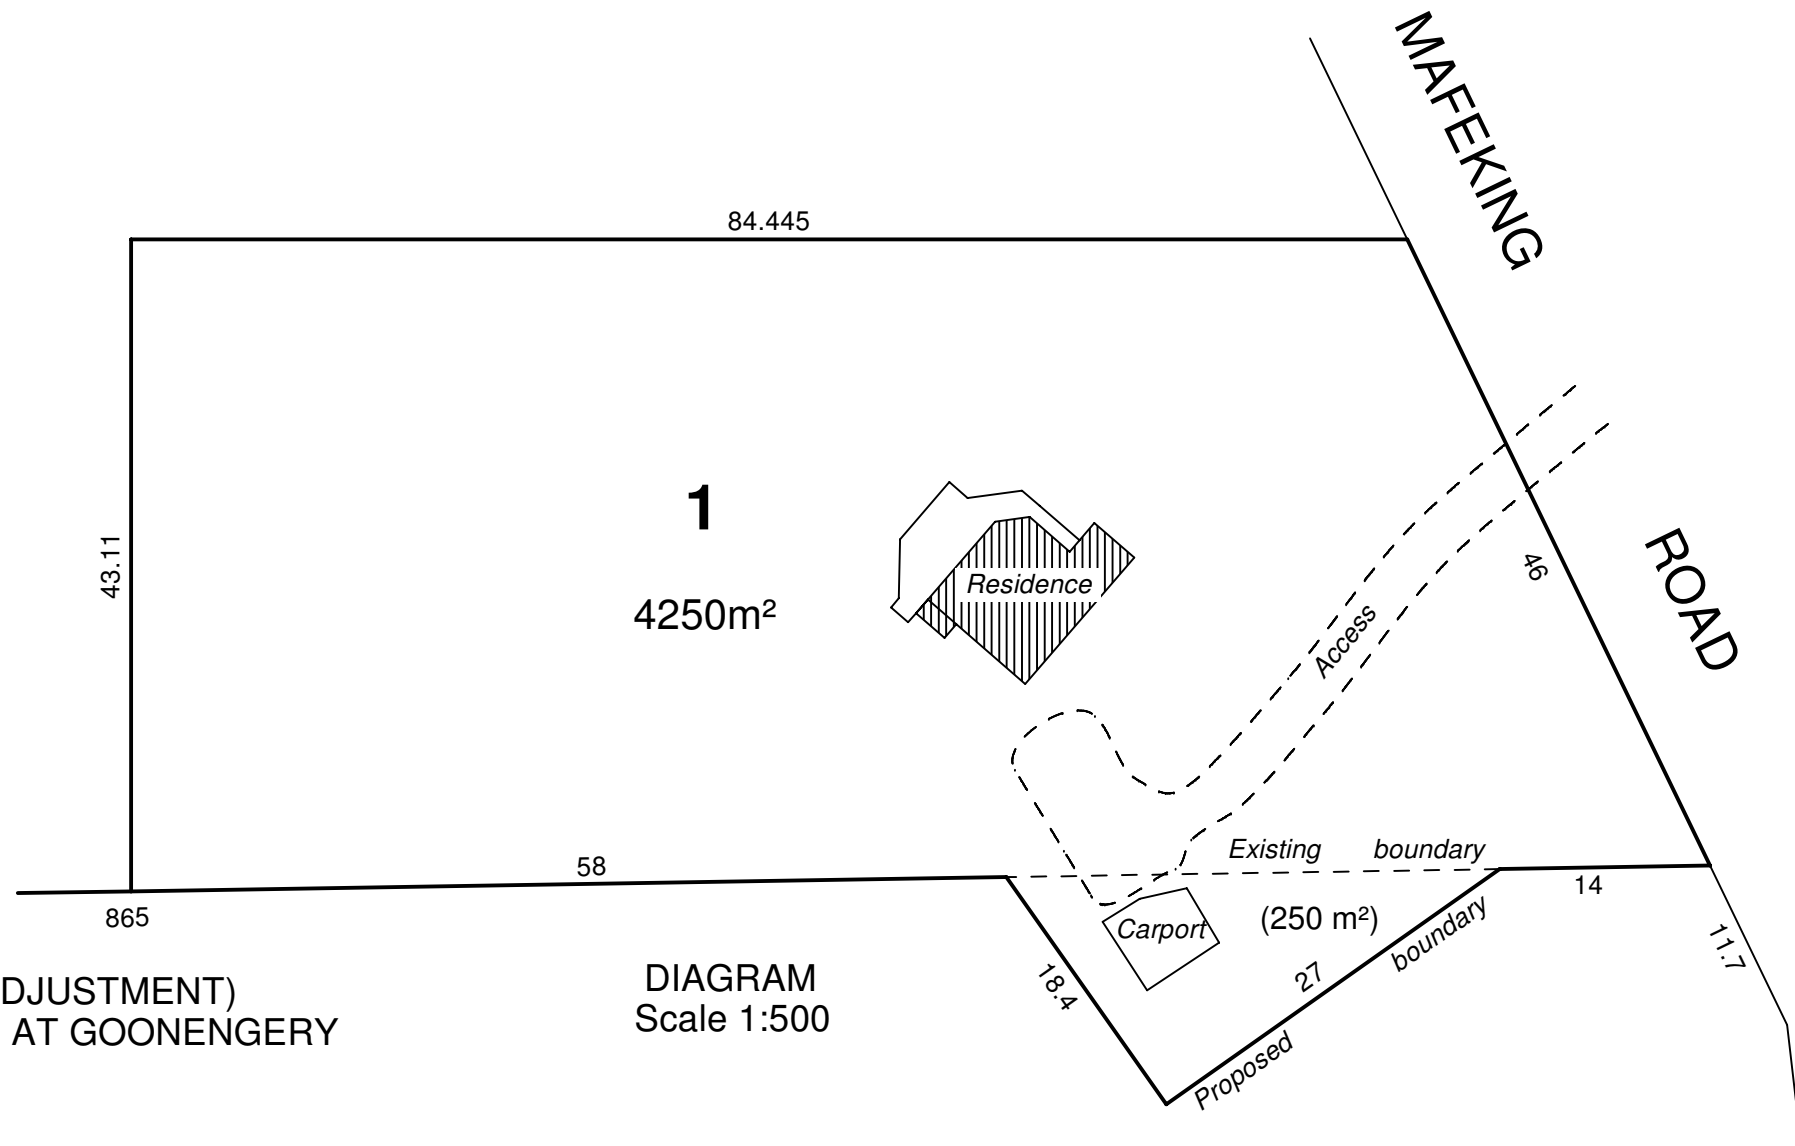 MAFEKING
84.445
43.11
1
4250m²
Residence
46
ROAD
Access
Existing boundary
58
14
865
Carport
(250 m²)
boundary
11.7
18.4
27
Proposed
DJUSTMENT)
AT GOONENGERY
DIAGRAM
Scale 1:500